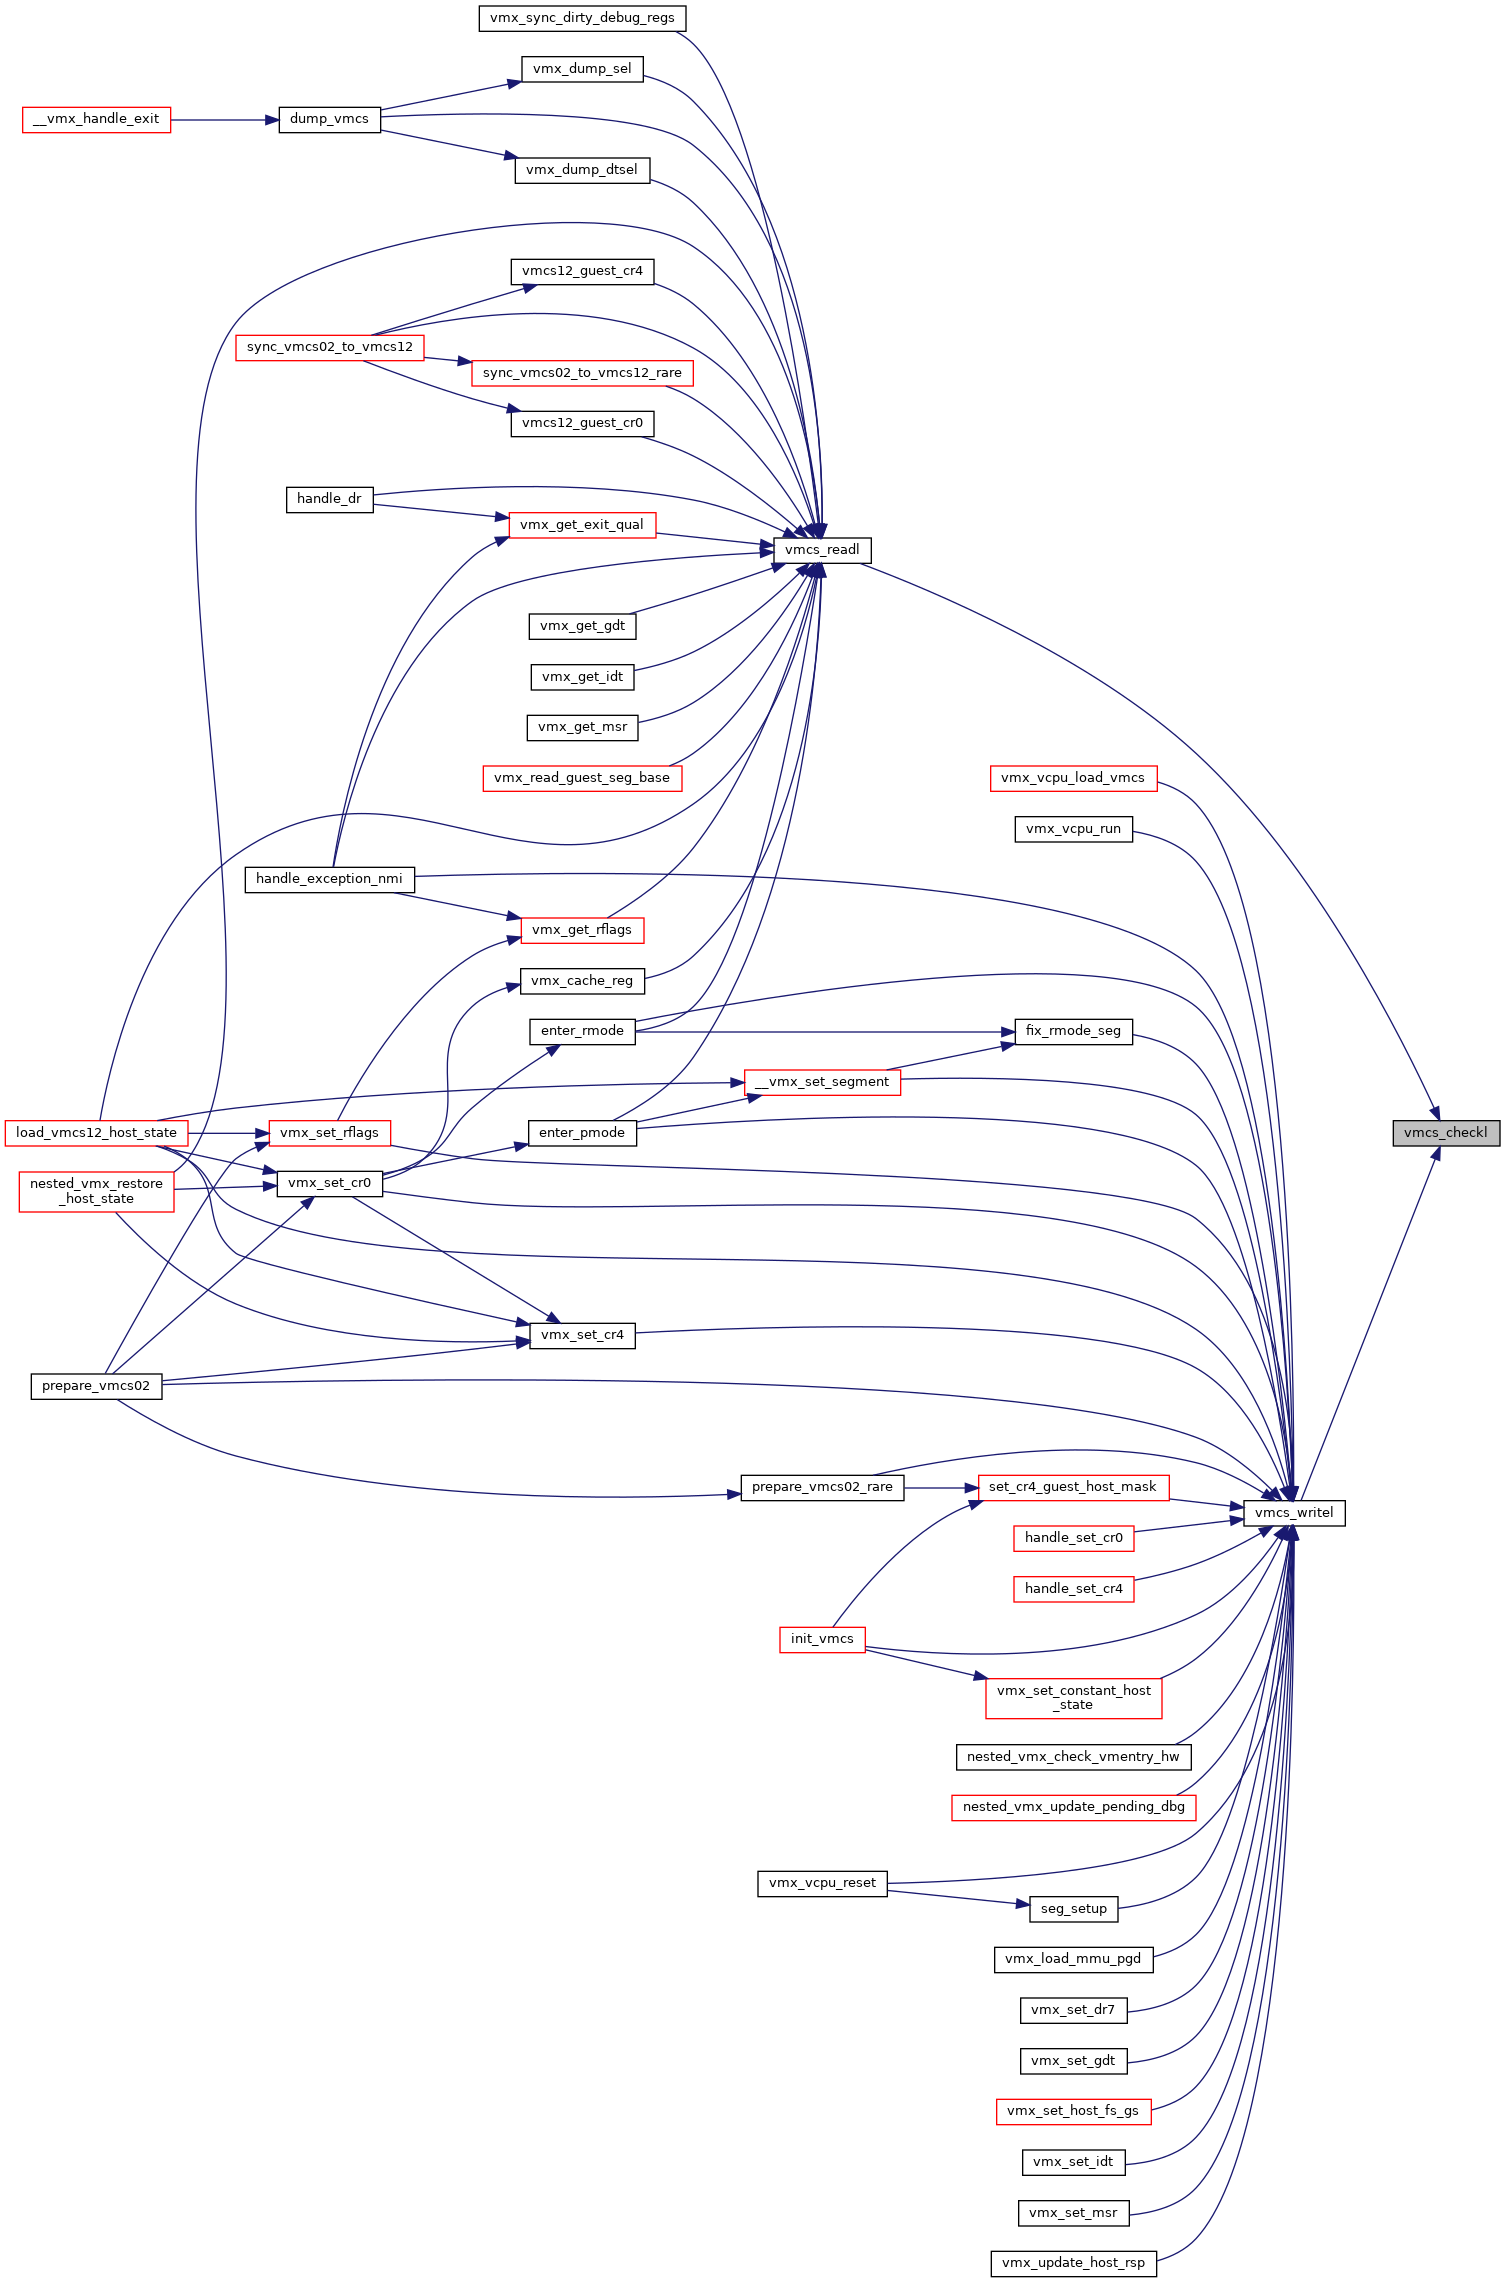 vmx_sync_dirty_debug_regs
vmx_dump_sel
__vmx_handle_exit
dump_vmcs
vmx_dump_dtsel
vmcs12_guest_cr4
sync_vmcs02_to_vmcs12
sync_vmcs02_to_vmcs12_rare
vmcs12_guest_cr0
handle_dr
vmx_get_exit_qual
vmcs_readl
vmx_get_gdt
vmx_get_idt
vmx_get_msr
vmx_read_guest_seg_base
vmx_vcpu_load_vmcs
vmx_vcpu_run
handle_exception_nmi
vmx_get_rflags
vmx_cache_reg
enter_rmode
fix_rmode_seg
__vmx_set_segment
load_vmcs12_host_state
vmx_set_rflags
enter_pmode
vmcs_checkl
nested_vmx_restore
_host_state
vmx_set_cr0
vmx_set_cr4
prepare_vmcs02
prepare_vmcs02_rare
set_cr4_guest_host_mask
vmcs_writel
handle_set_cr0
handle_set_cr4
init_vmcs
vmx_set_constant_host
_state
nested_vmx_check_vmentry_hw
nested_vmx_update_pending_dbg
vmx_vcpu_reset
seg_setup
vmx_load_mmu_pgd
vmx_set_dr7
vmx_set_gdt
vmx_set_host_fs_gs
vmx_set_idt
vmx_set_msr
vmx_update_host_rsp